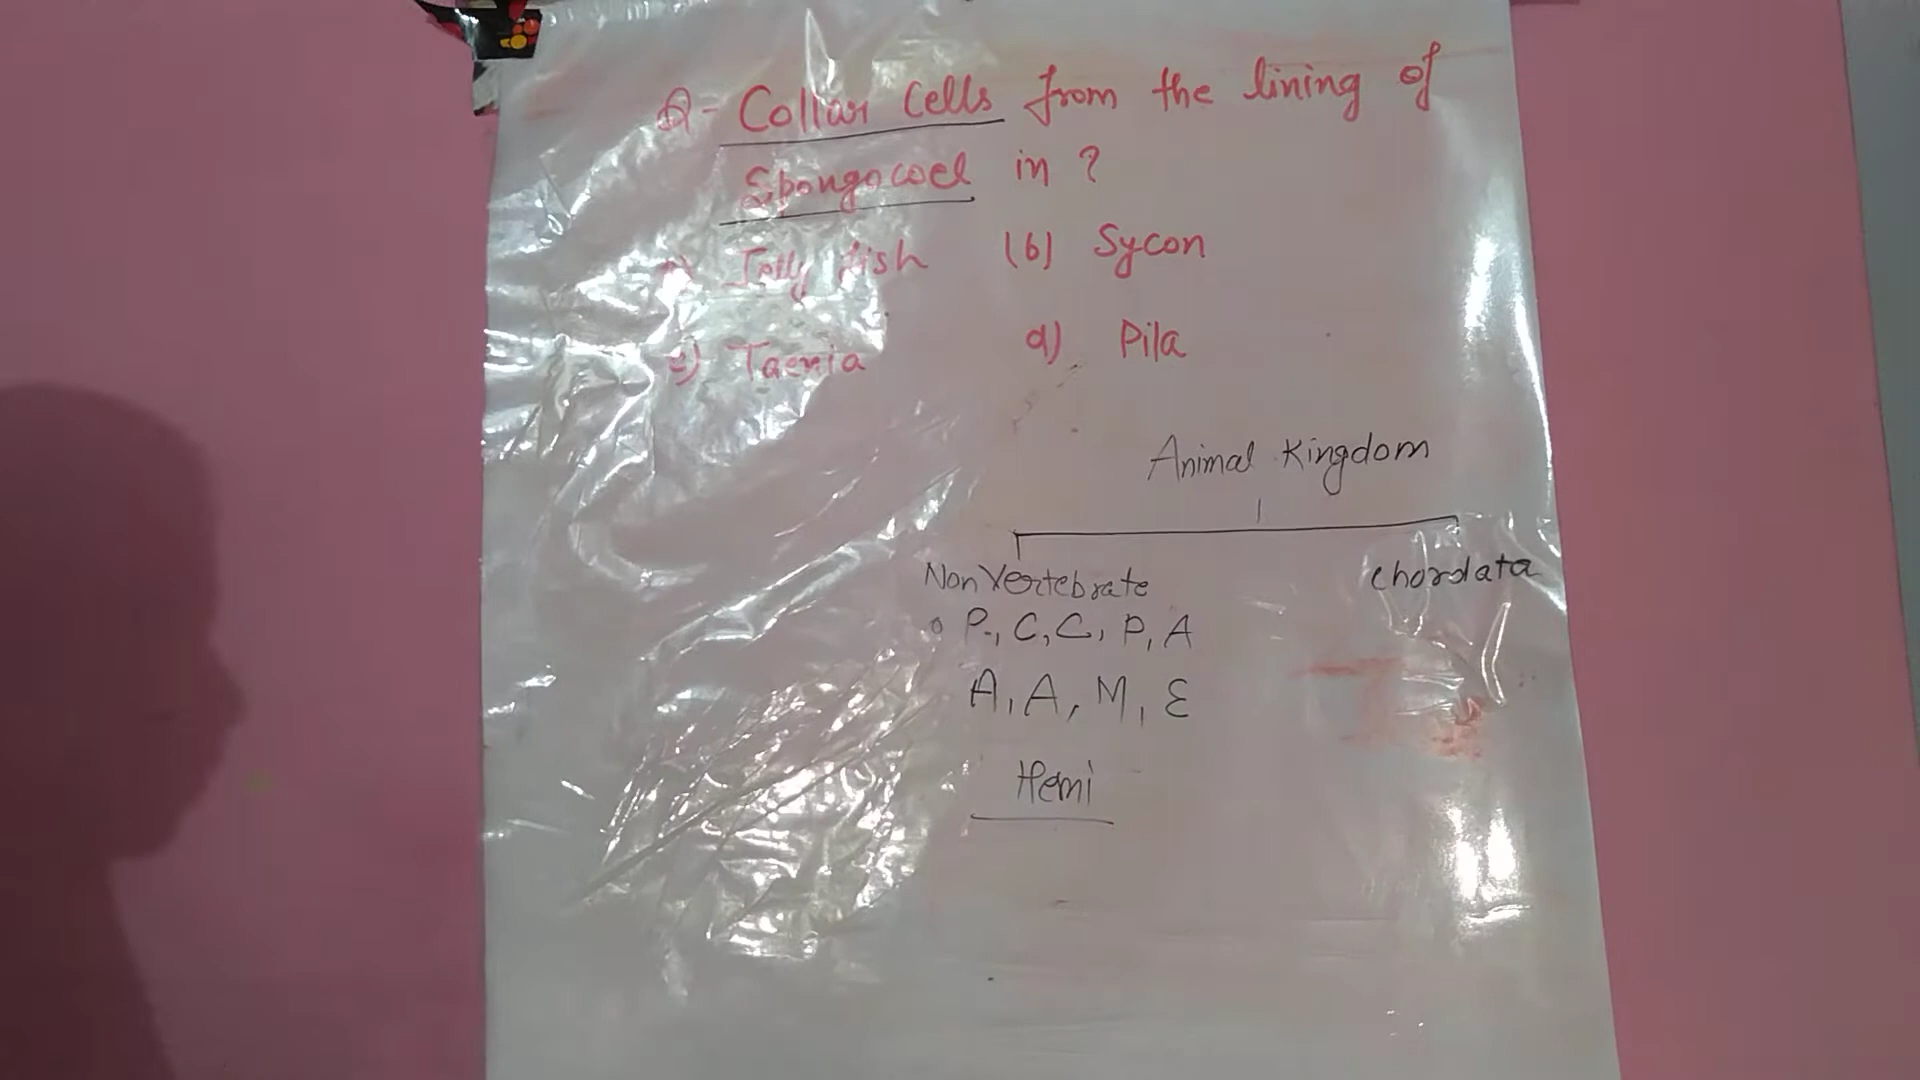 Q- Collar Cells from the lining of
Spongocoel in ?
a) Jelly fish (b) Sycon
c) Taenia d) Pila
Animal Kingdom
Non Vertebrate chordata
P, C, C, P, A
A, A, M, E
Hemi